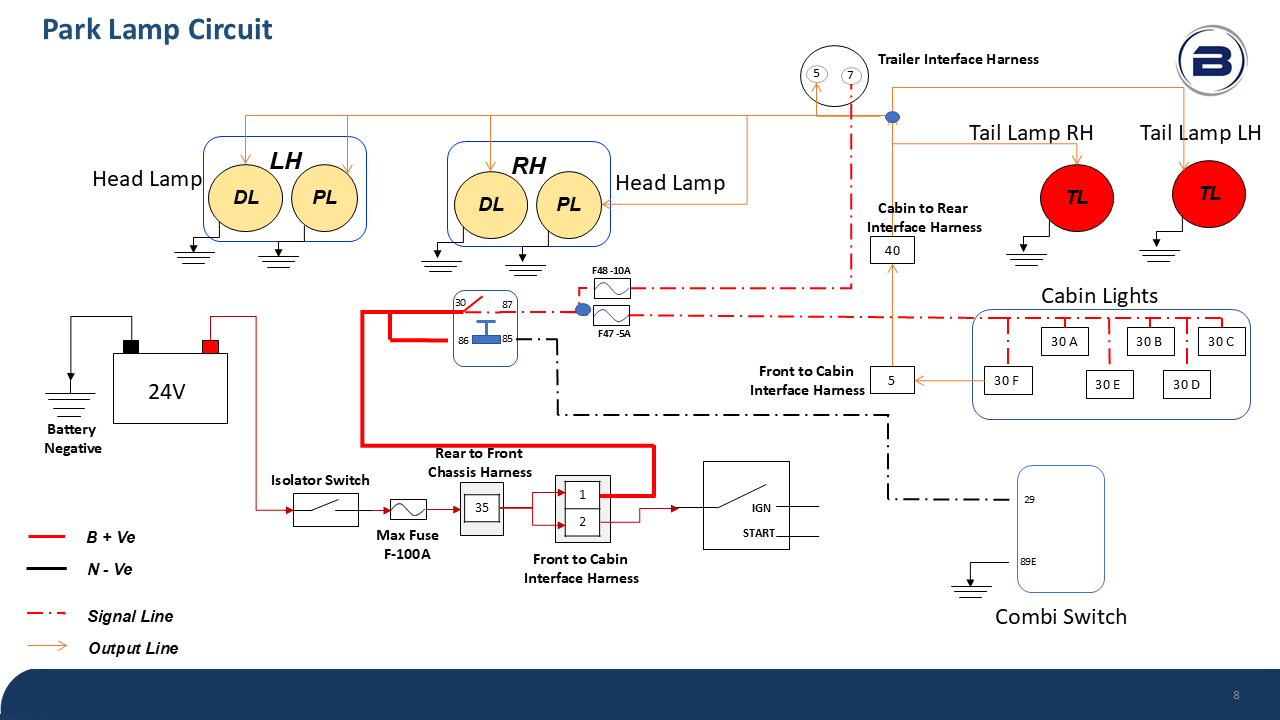 Park Lamp Circuit
5
7
Trailer Interface Harness
B
Tail Lamp RH
Tail Lamp LH
LH
RH
Head Lamp
DL
PL
DL
PL
Head Lamp
TL
TL
Cabin to Rear
Interface Harness
40
F48 -10A
30
87
86
85
F47 -5A
Cabin Lights
30 A
30 B
30 C
30 F
30 E
30 D
Front to Cabin
Interface Harness
5
24V
Battery
Negative
Isolator Switch
Rear to Front
Chassis Harness
35
1
2
Max Fuse
F-100A
Front to Cabin
Interface Harness
IGN
START
29
89E
Combi Switch
B + Ve
N - Ve
Signal Line
Output Line
8